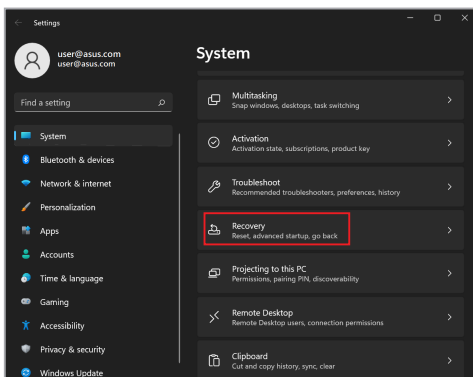 Settings
user@asus.com
user@asus.com
Find a setting
System
Bluetooth & devices
Network & internet
Personalization
Apps
Accounts
Time & language
Gaming
Accessibility
Privacy & security
Windows Update
System
Multitasking
Snap windows, desktops, task switching
Activation
Activation state, subscriptions, product key
Troubleshoot
Recommended troubleshooters, preferences, history
Recovery
Reset, advanced startup, go back
Projecting to this PC
Permissions, pairing PIN, discoverability
Remote Desktop
Remote Desktop users, connection permissions
Clipboard
Cut and copy history, sync, clear